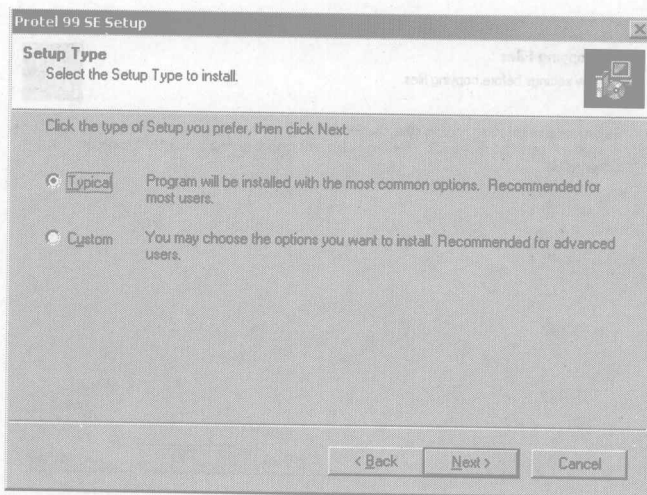 Protel 99 SE Setup
Setup Type
Select the Setup Type to install.
Click the type of Setup you prefer, then click Next.
Typical Program will be installed with the most common options. Recommended for
most users.
Custom You may choose the options you want to install. Recommended for advanced
users.
< Back Next > Cancel